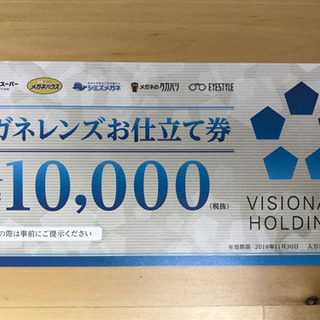 スーパー メガネハウス シミズメガネ メガネのタカハシ EYESTYLE
ガネレンズお仕立て券
10,000(税抜)
の際は事前にご提示ください
VISIONA
HOLDIN
有効期限 2019年11月30日